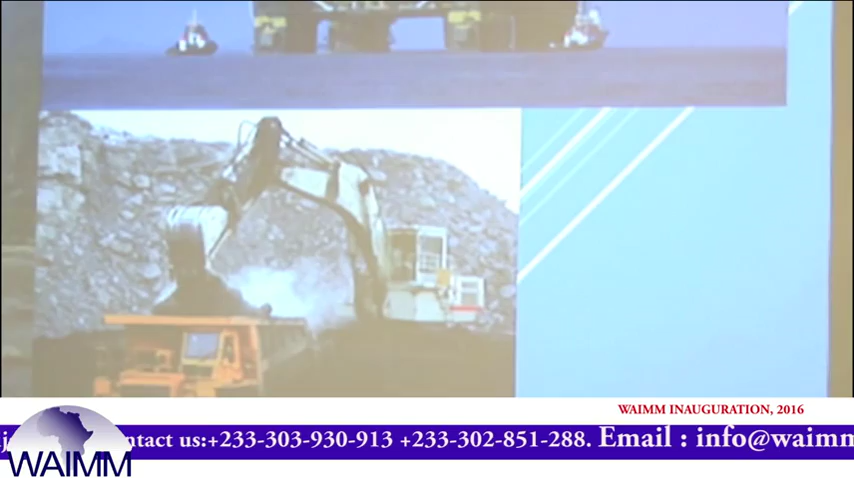 WAIMM INAUGURATION, 2016
ntact us:+233-303-930-913 +233-302-851-288. Email : info@waimm
WAIMM